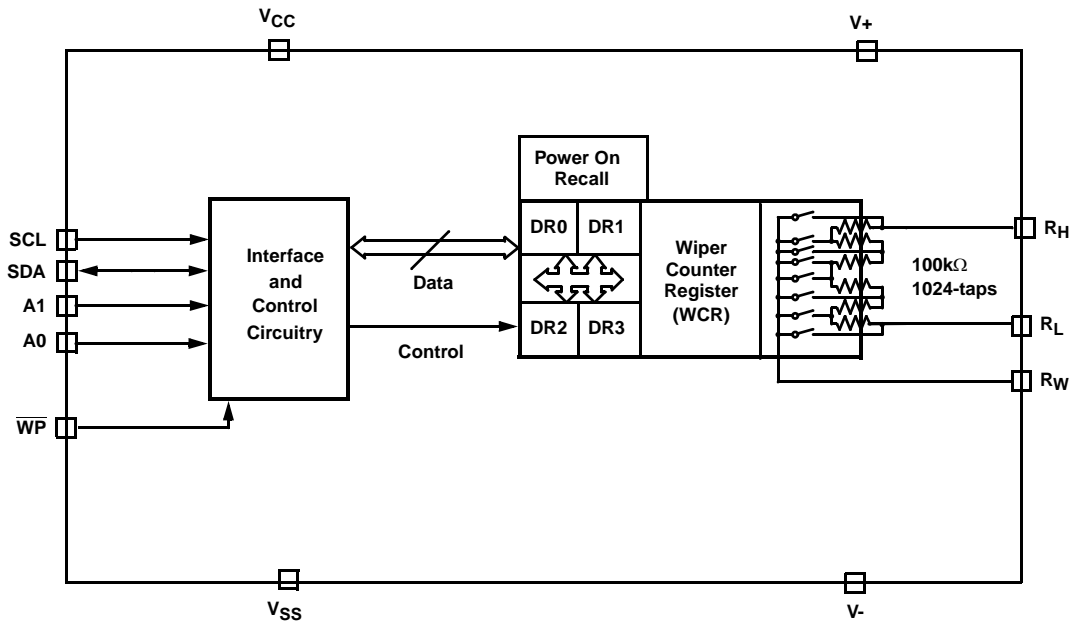 VCC
V+
Power On
Recall
SCL
SDA
A1
A0
WP
Interface
and
Control
Circuitry
Data
Control
DR0
DR1
DR2
DR3
Wiper
Counter
Register
(WCR)
100kΩ
1024-taps
RH
RL
RW
VSS
V-